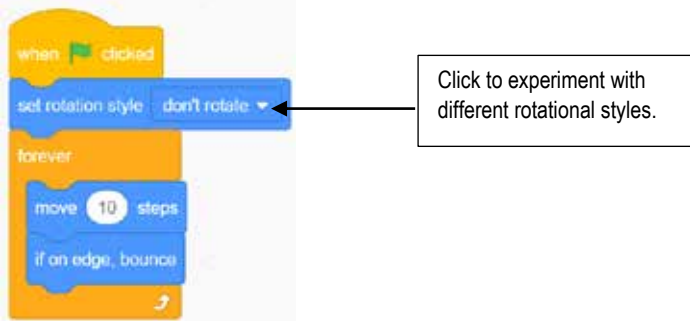 when clicked
set rotation style don't rotate
forever
move 10 steps
if on edge, bounce
Click to experiment with
different rotational styles.